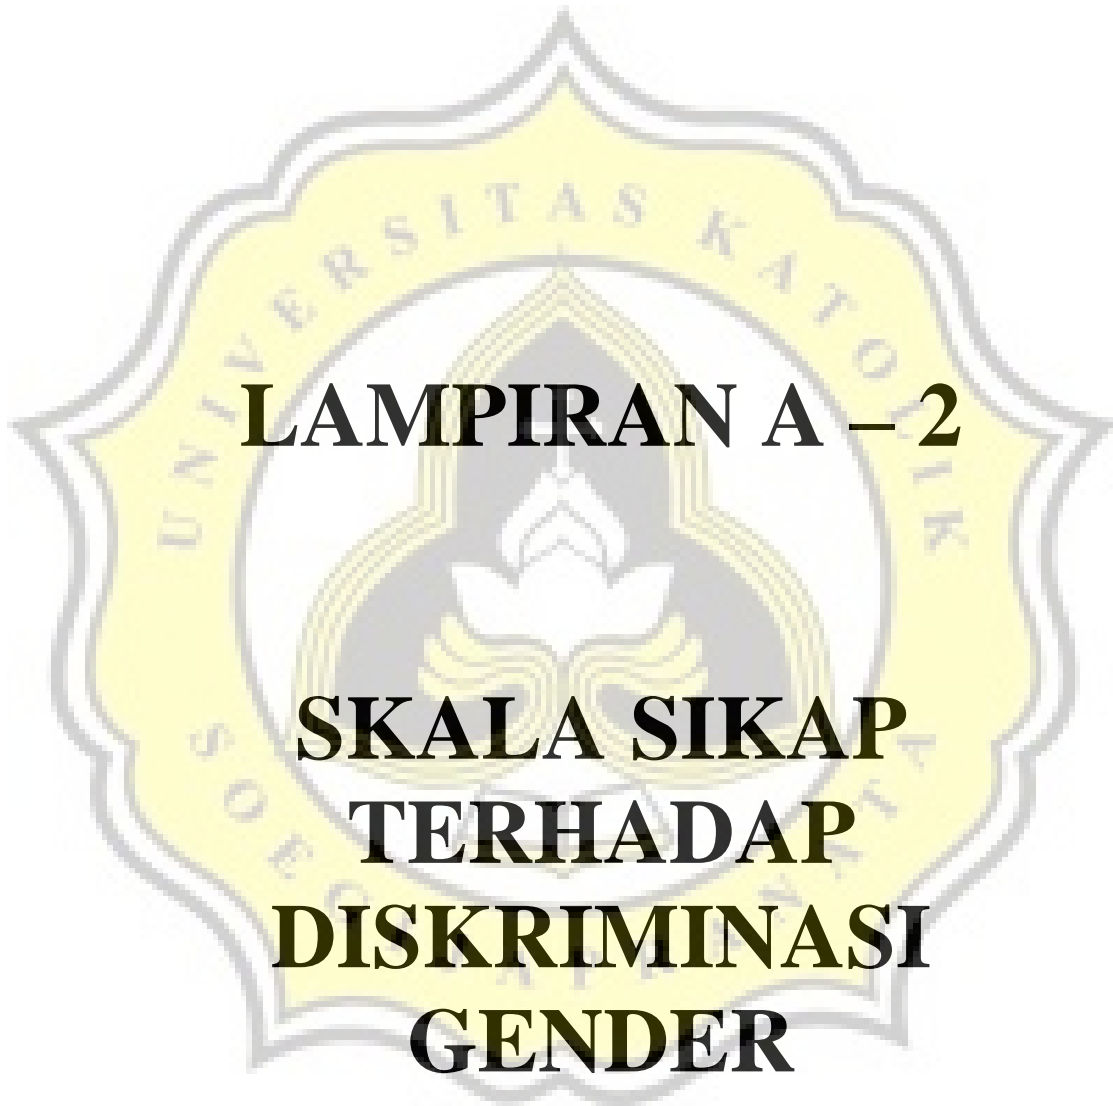 UNIVERSITAS KATOLIK
LAMPIRAN A – 2
SKALA SIKAP
TERHADAP
DISKRIMINASI
GENDER